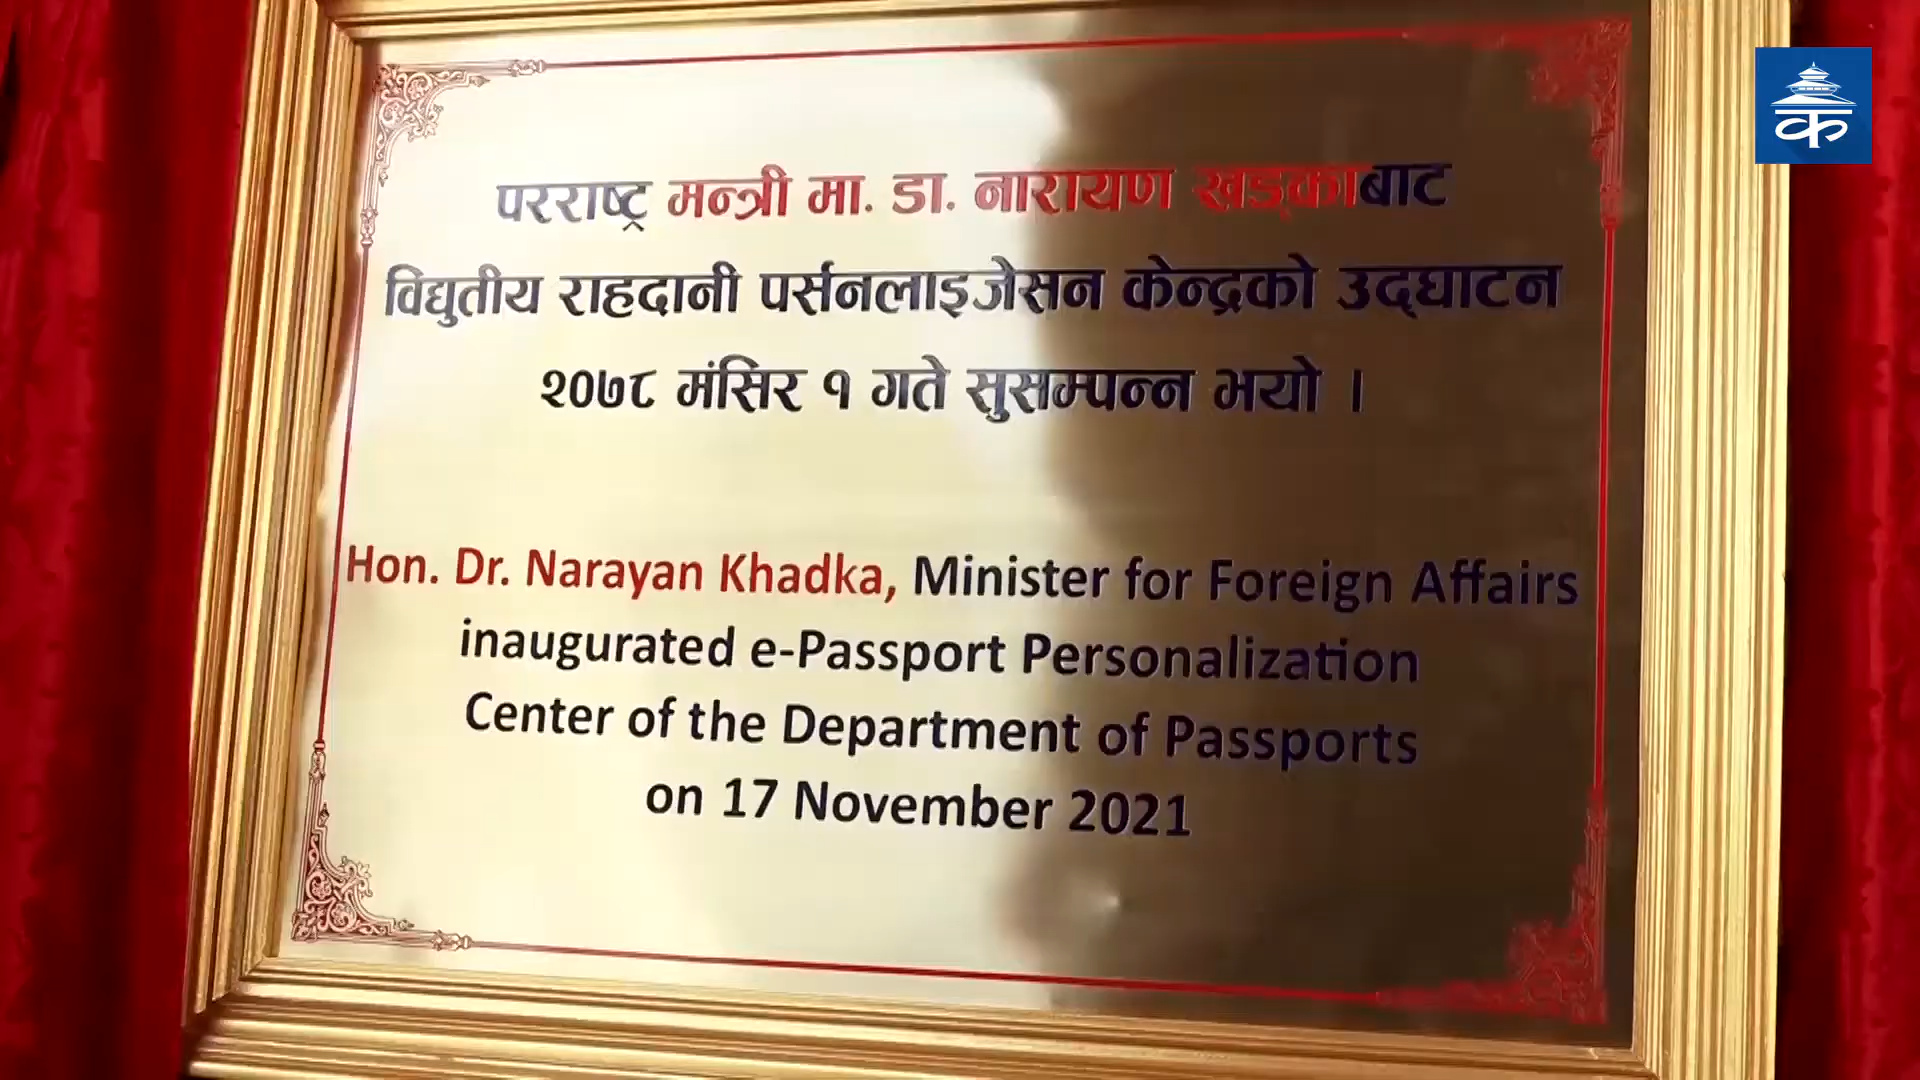 क
परराष्ट्र मन्त्री मा. डा. नारायण खड्काबाट
विद्युतीय राहदानी पर्सनलाइजेसन केन्द्रको उद्घाटन
२०७८ मंसिर १ गते सुसम्पन्न भयो ।
Hon. Dr. Narayan Khadka, Minister for Foreign Affairs
inaugurated e-Passport Personalization
Center of the Department of Passports
on 17 November 2021